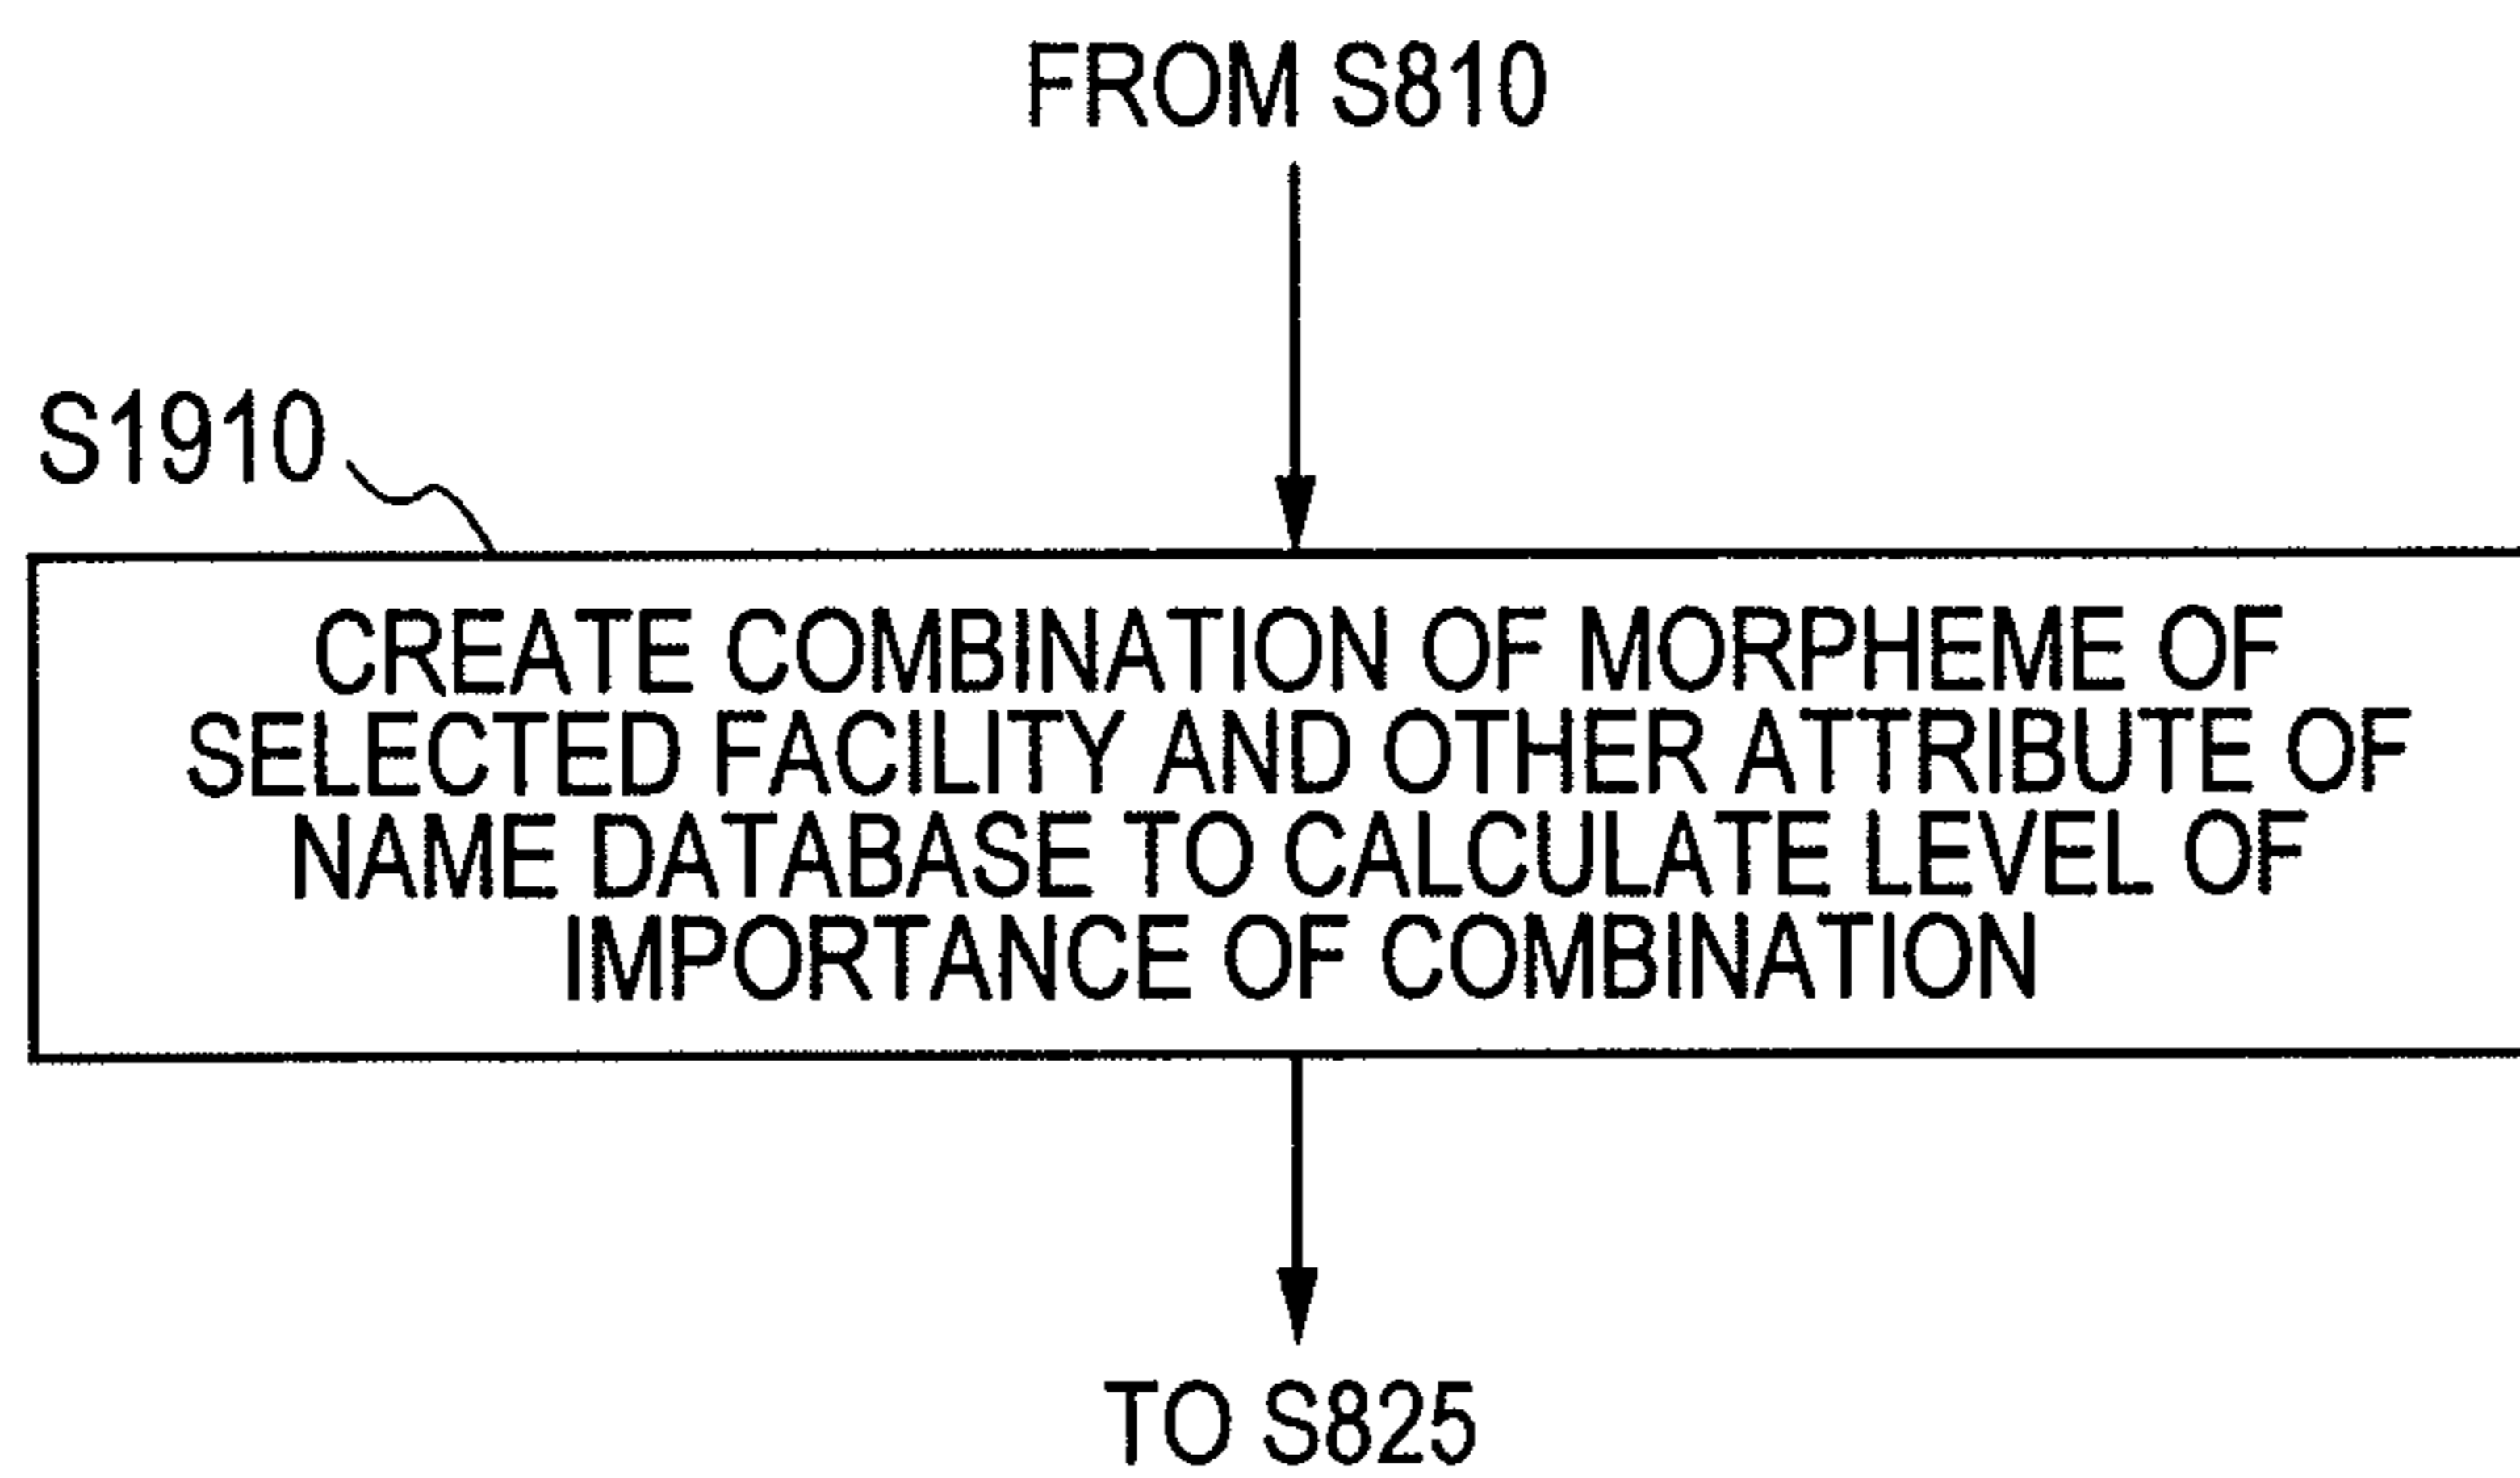 FROM S810
S1910
CREATE COMBINATION OF MORPHEME OF
SELECTED FACILITY AND OTHER ATTRIBUTE OF
NAME DATABASE TO CALCULATE LEVEL OF
IMPORTANCE OF COMBINATION
TO S825